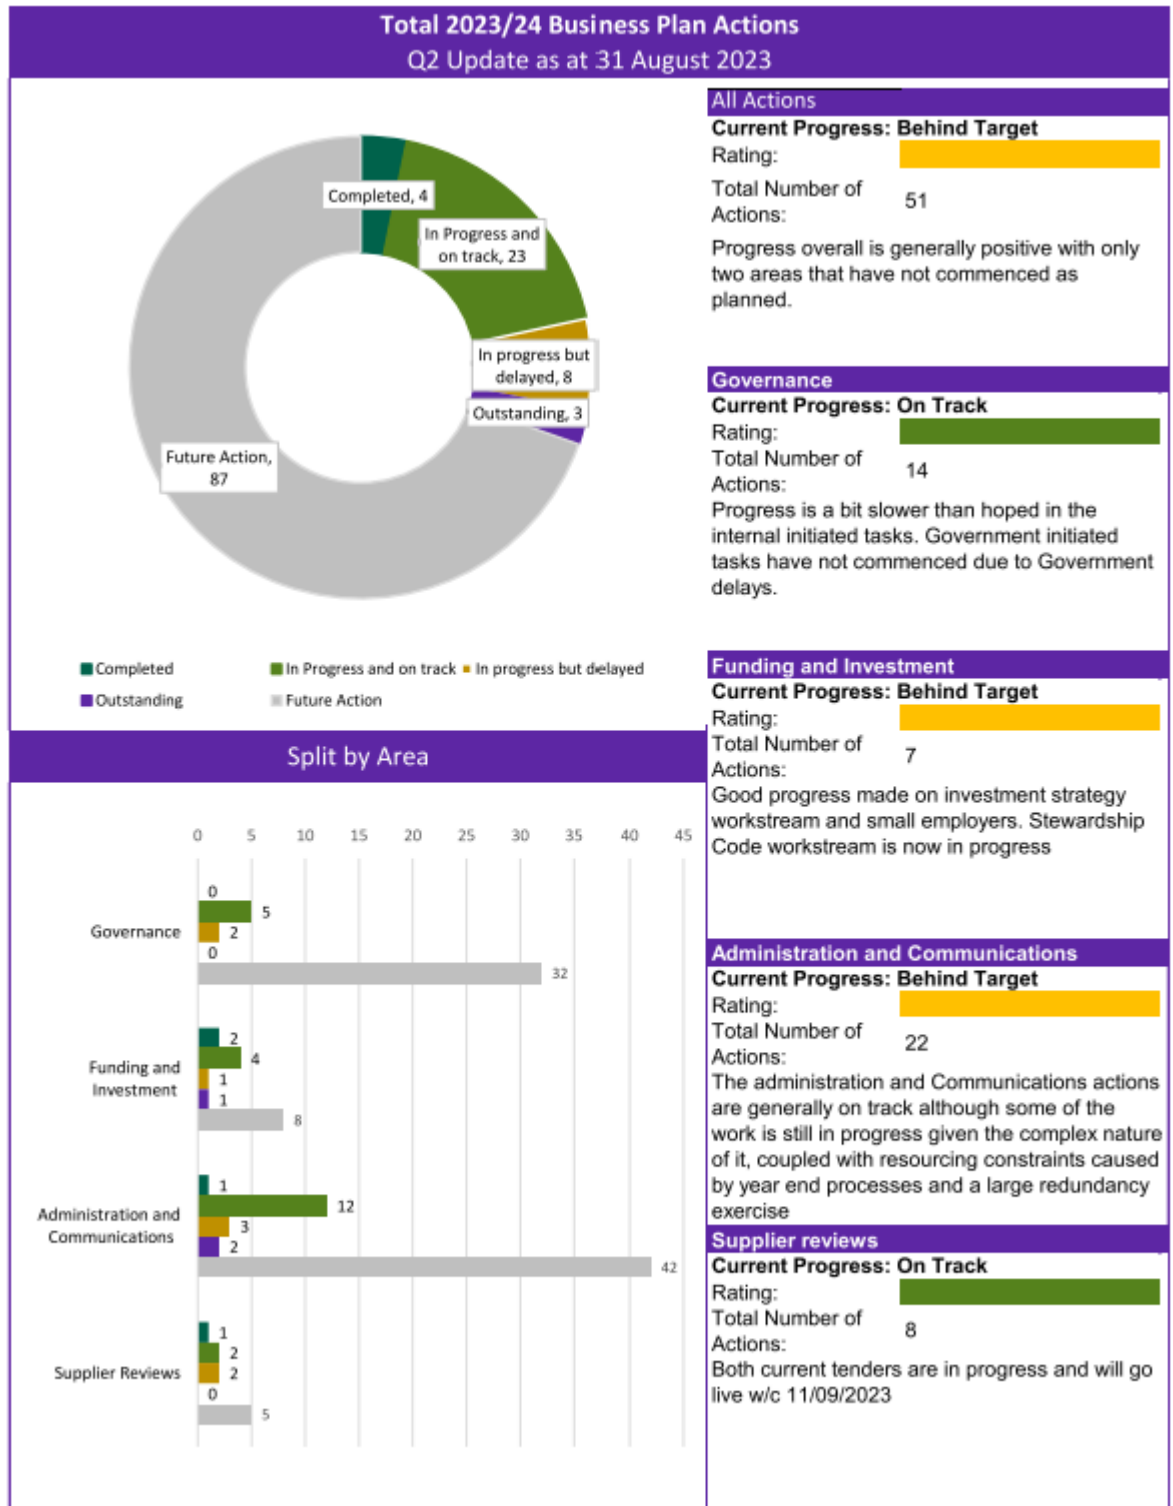 Total 2023/24 Business Plan Actions
Q2 Update as at 31 August 2023
Completed, 4
In Progress and
on track, 23
In progress but
delayed, 8
Outstanding, 3
Future Action,
87
Completed
In Progress and on track
In progress but delayed
Outstanding
Future Action
All Actions
Current Progress: Behind Target
Rating:
Total Number of
Actions:
51
Progress overall is generally positive with only
two areas that have not commenced as
planned.
Governance
Current Progress: On Track
Rating:
Total Number of
Actions:
14
Progress is a bit slower than hoped in the
internal initiated tasks. Government initiated
tasks have not commenced due to Government
delays.
Funding and Investment
Current Progress: Behind Target
Rating:
Total Number of
Actions:
7
Good progress made on investment strategy
workstream and small employers. Stewardship
Code workstream is now in progress
Administration and Communications
Current Progress: Behind Target
Rating:
Total Number of
Actions:
22
The administration and Communications actions
are generally on track although some of the
work is still in progress given the complex nature
of it, coupled with resourcing constraints caused
by year end processes and a large redundancy
exercise
Supplier reviews
Current Progress: On Track
Rating:
Total Number of
Actions:
8
Both current tenders are in progress and will go
live w/c 11/09/2023
Split by Area
0 5 10 15 20 25 30 35 40 45
Governance
0
5
2
0
32
Funding and
Investment
2
4
1
1
8
Administration and
Communications
1
12
3
2
42
Supplier Reviews
1
2
2
0
5